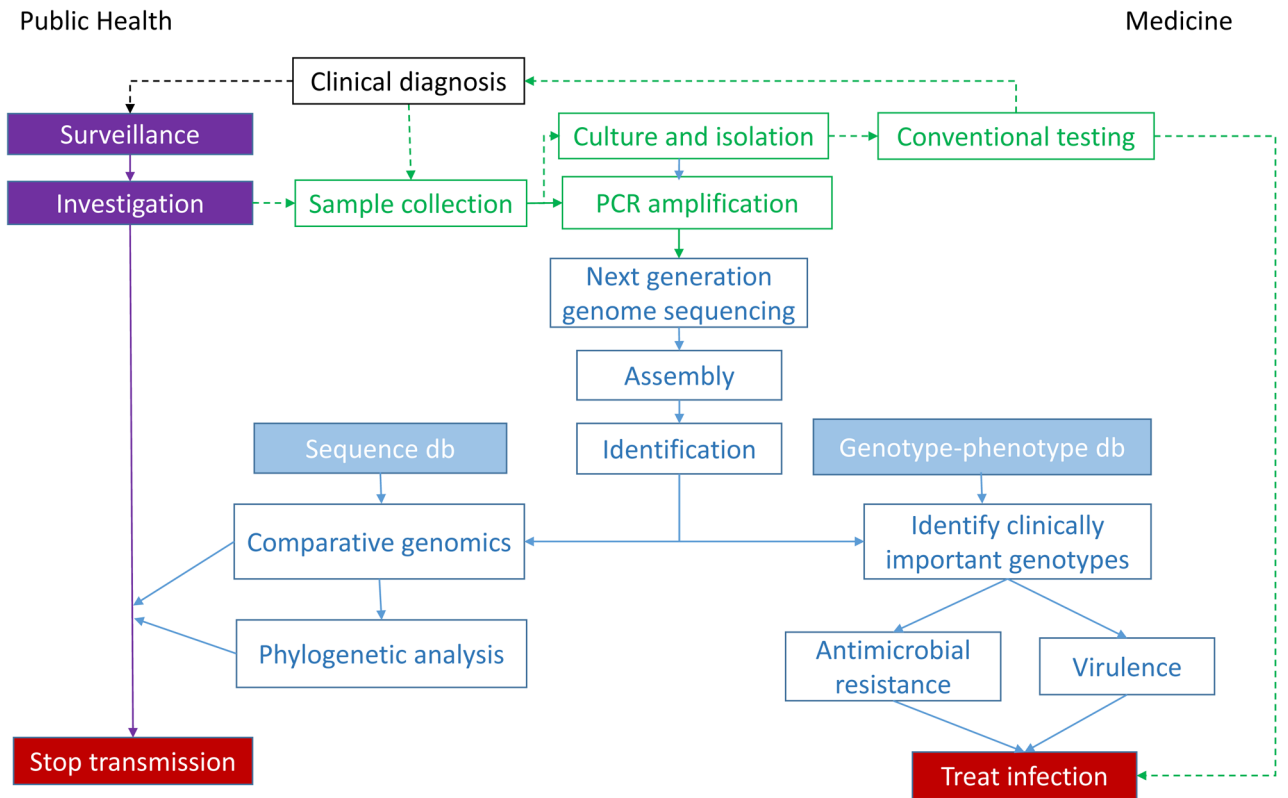 Public Health
Medicine
Clinical diagnosis
Surveillance
Culture and isolation
Conventional testing
Investigation
Sample collection
PCR amplification
Next generation
genome sequencing
Assembly
Sequence db
Identification
Genotype-phenotype db
Comparative genomics
Identify clinically
important genotypes
Phylogenetic analysis
Antimicrobial
resistance
Virulence
Stop transmission
Treat infection